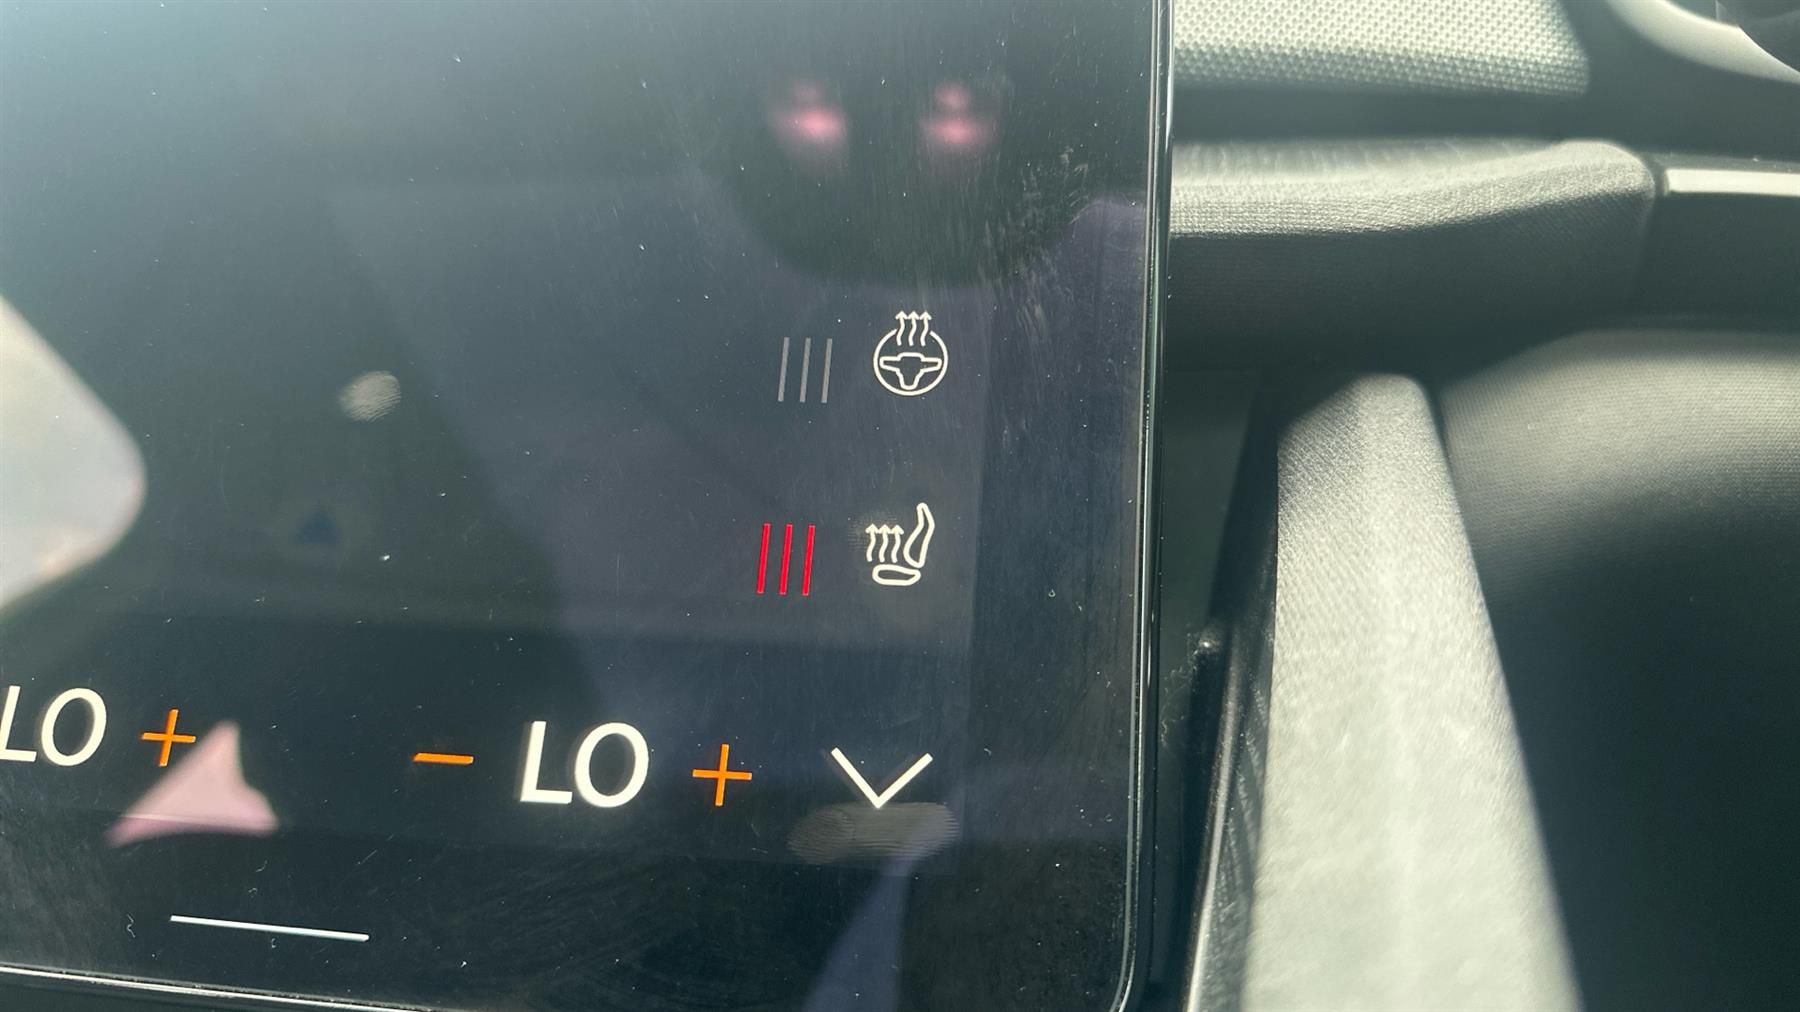 LO + − LO +